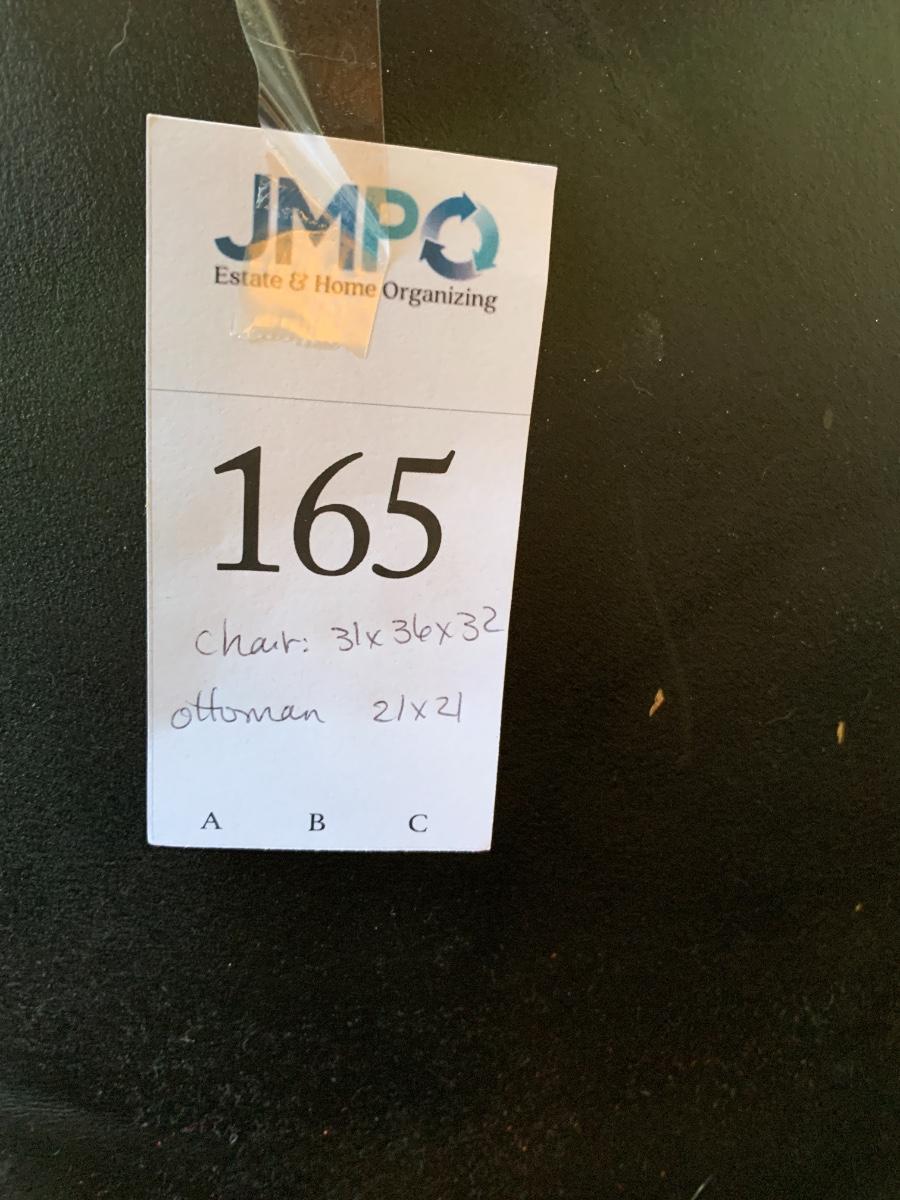 JMPO
Estate & Home Organizing
165
Chair: 31x36x32
ottoman 21x21
A B C